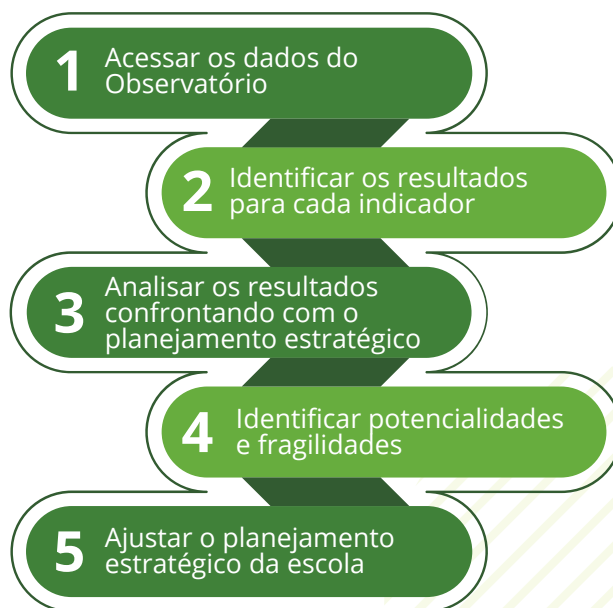 1 Acessar os dados do
Observatório
2 Identificar os resultados
para cada indicador
3 Analisar os resultados
confrontando com o
planejamento estratégico
4 Identificar potencialidades
e fragilidades
5 Ajustar o planejamento
estratégico da escola